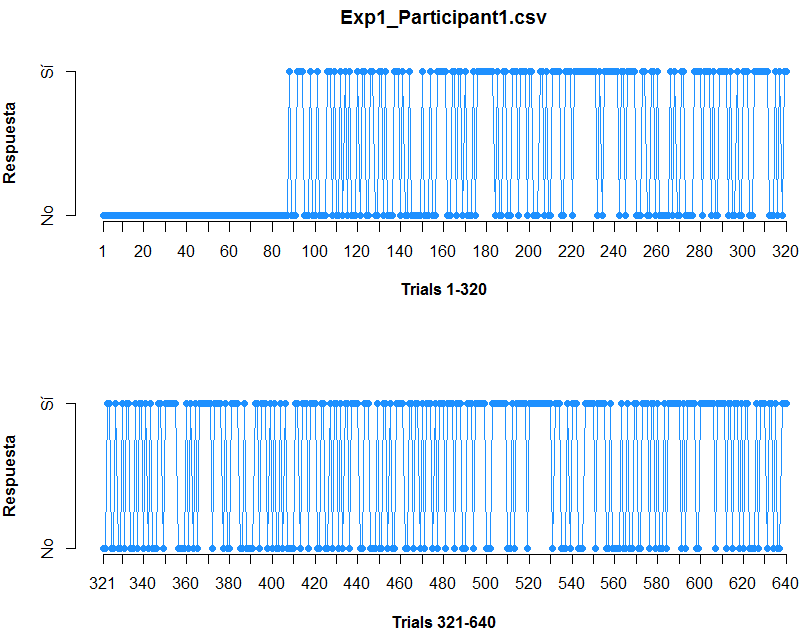 Exp1_Participant1.csv
Sí
Respuesta
No
1 20 40 60 80 100 120 140 160 180 200 220 240 260 280 300 320
Trials 1-320
Sí
Respuesta
No
321 340 360 380 400 420 440 460 480 500 520 540 560 580 600 620 640
Trials 321-640